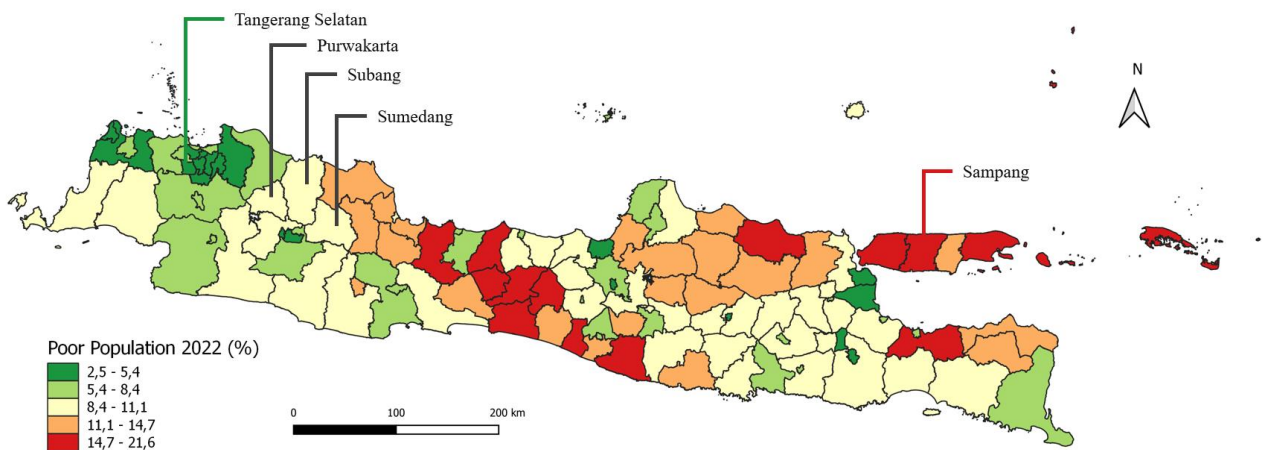 Tangerang Selatan
Purwakarta
Subang
Sumedang
N
Sampang
Poor Population 2022 (%)
2,5 - 5,4
5,4 - 8,4
8,4 - 11,1
11,1 - 14,7
14,7 - 21,6
0 100 200 km